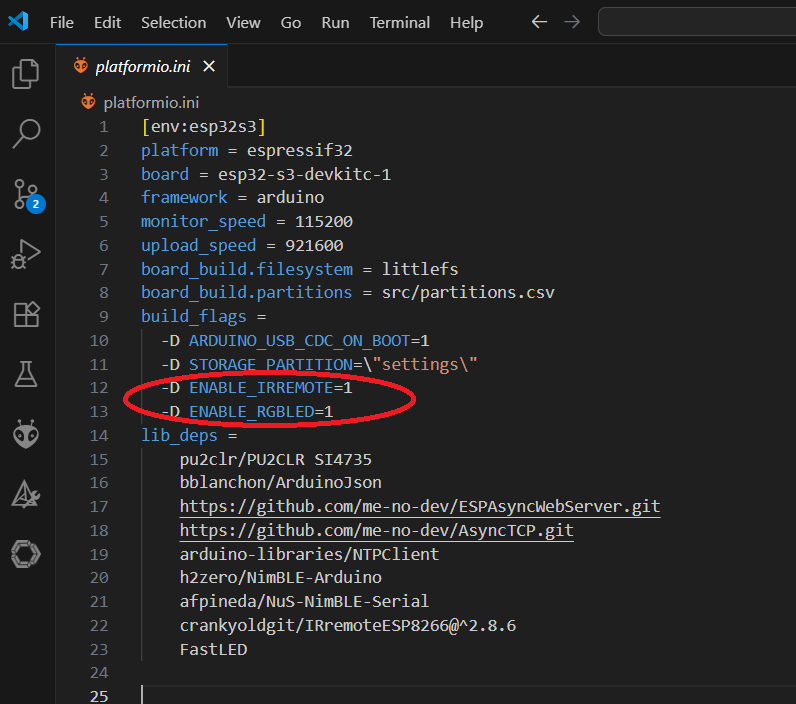 File Edit Selection View Go Run Terminal Help
platformio.ini
platformio.ini
1 [env:esp32s3]
2 platform = espressif32
3 board = esp32-s3-devkitc-1
4 framework = arduino
5 monitor_speed = 115200
6 upload_speed = 921600
7 board_build.filesystem = littlefs
8 board_build.partitions = src/partitions.csv
9 build_flags =
10 -D ARDUINO_USB_CDC_ON_BOOT=1
11 -D STORAGE_PARTITION=\"settings\"
12 -D ENABLE_IRREMOTE=1
2
13 -D ENABLE_RGBLED=1
14 lib_deps =
15 pu2clr/PU2CLR SI4735
16 bblanchon/ArduinoJson
17 https://github.com/me-no-dev/ESPAsyncWebServer.git
18 https://github.com/me-no-dev/AsyncTCP.git
19 arduino-libraries/NTPClient
20 h2zero/NimBLE-Arduino
21 afpineda/NuS-NimBLE-Serial
22 crankyoldgit/IRremoteESP8266@^2.8.6
23 FastLED
24
25